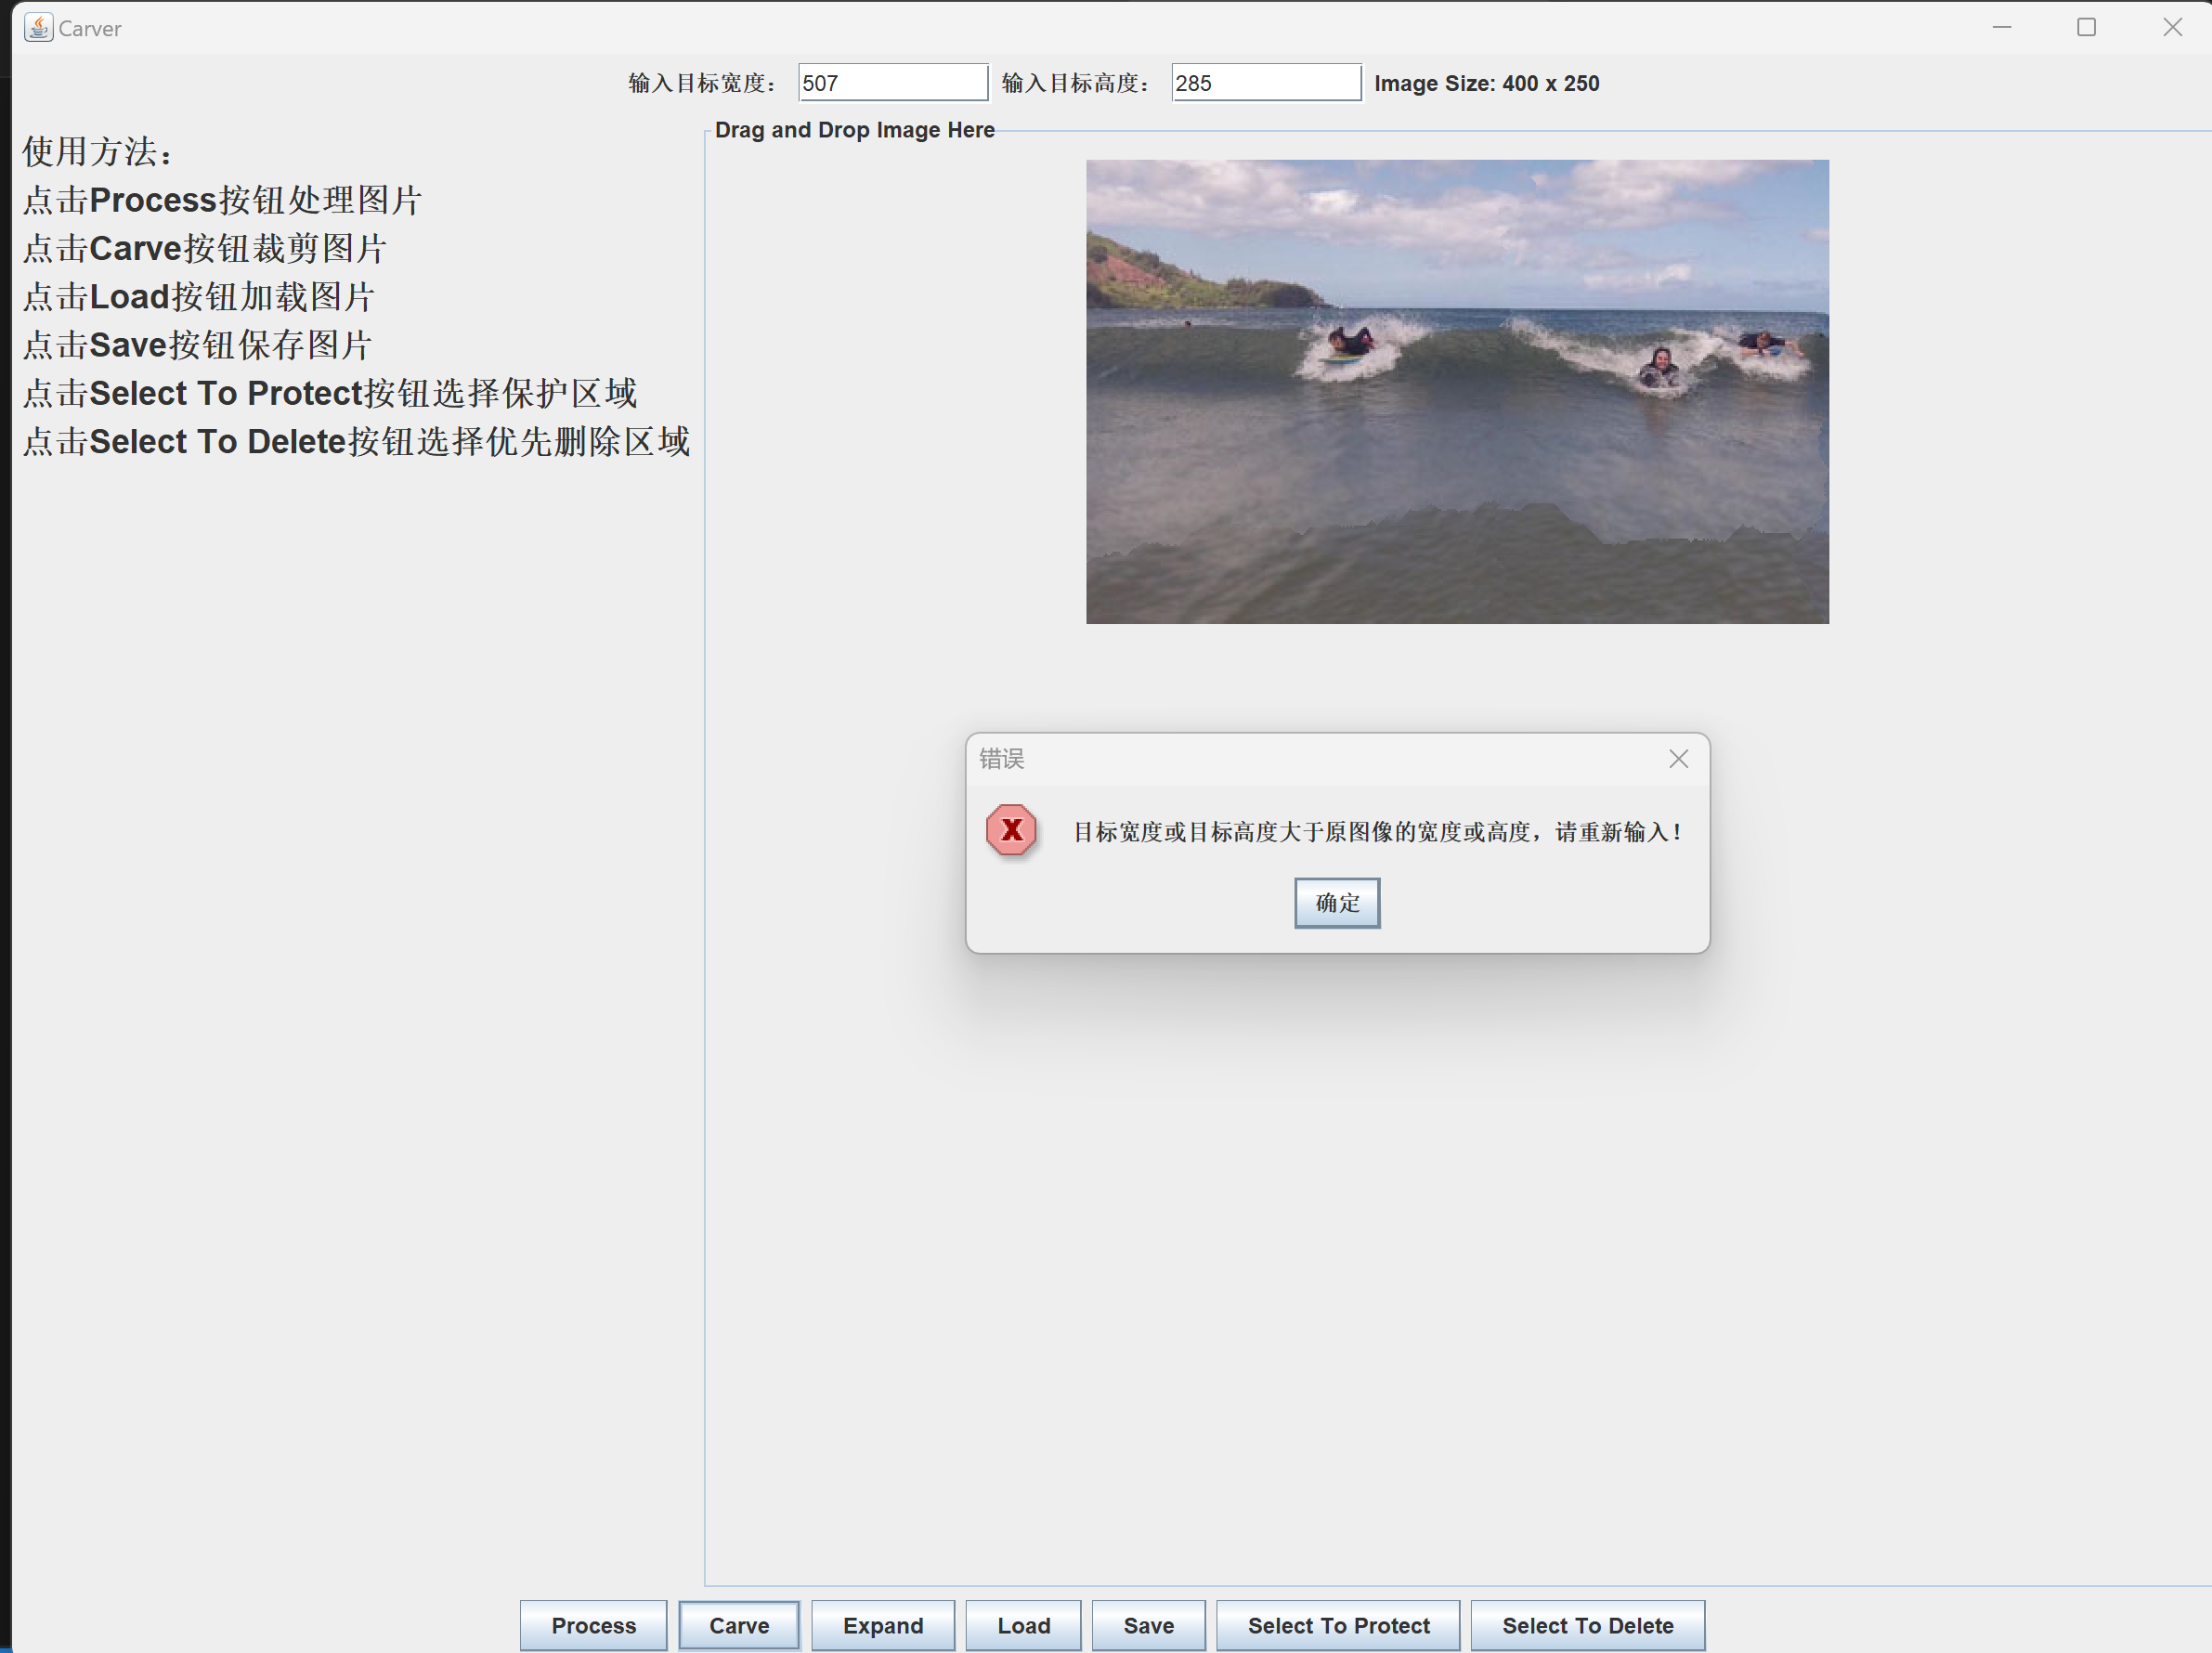 Carver
输入目标宽度： 507 输入目标高度： 285 Image Size: 400 x 250
Drag and Drop Image Here
使用方法：
点击Process按钮处理图片
点击Carve按钮裁剪图片
点击Load按钮加载图片
点击Save按钮保存图片
点击Select To Protect按钮选择保护区域
点击Select To Delete按钮选择优先删除区域
错误
目标宽度或目标高度大于原图像的宽度或高度，请重新输入！
确定
Process Carve Expand Load Save Select To Protect Select To Delete